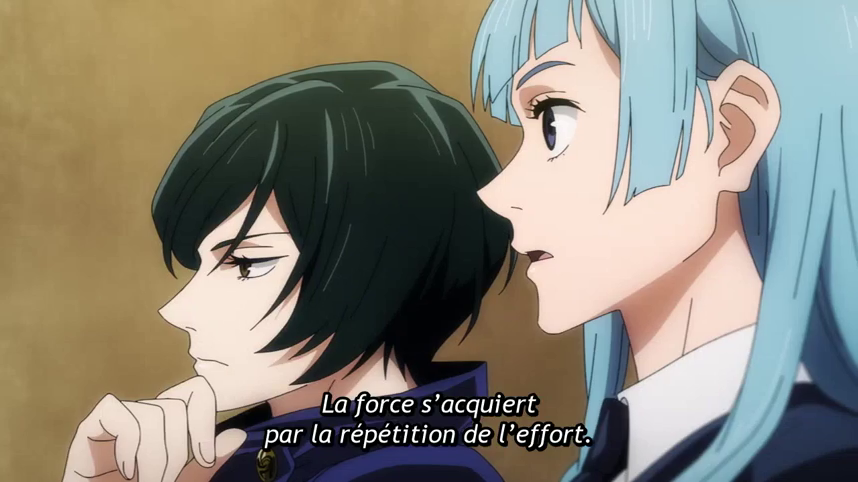 La force s’acquiert
par la répétition de l’effort.